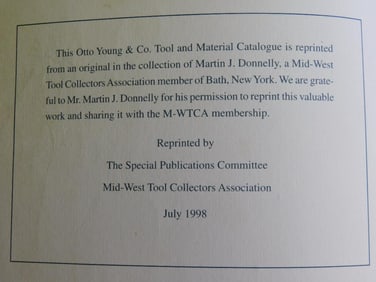 This Otto Young & Co. Tool and Material Catalogue is reprinted
from an original in the collection of Martin J. Donnelly, a Mid-West
Tool Collectors Association member of Bath, New York. We are grate-
ful to Mr. Martin J. Donnelly for his permission to reprint this valuable
work and sharing it with the M-WTCA membership.
Reprinted by
The Special Publications Committee
Mid-West Tool Collectors Association
July 1998